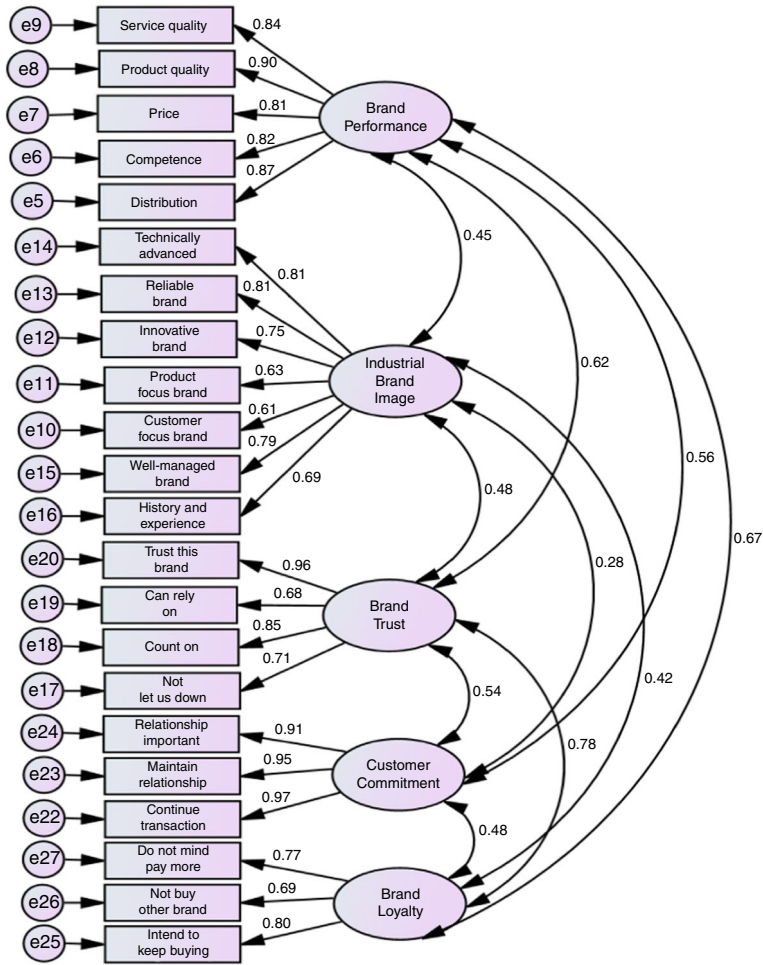 e9
Service quality
0.84
e8
Product quality
0.90
e7
Price
0.81
Brand
Performance
e6
Competence
0.82
e5
Distribution
0.87
e14
Technically
advanced
0.81
0.45
e13
Reliable
brand
0.81
e12
Innovative
brand
0.75
e11
Product
focus brand
0.63
Industrial
Brand
Image
0.62
e10
Customer
focus brand
0.61
e15
Well-managed
brand
0.79
0.56
e16
History and
experience
0.69
0.48
0.67
e20
Trust this
brand
0.96
0.28
e19
Can rely
on
0.68
Brand
Trust
e18
Count on
0.85
e17
Not
let us down
0.71
0.54
0.42
e24
Relationship
important
0.91
0.78
e23
Maintain
relationship
0.95
Customer
Commitment
e22
Continue
transaction
0.97
0.48
e27
Do not mind
pay more
0.77
e26
Not buy
other brand
0.69
Brand
Loyalty
e25
Intend to
keep buying
0.80